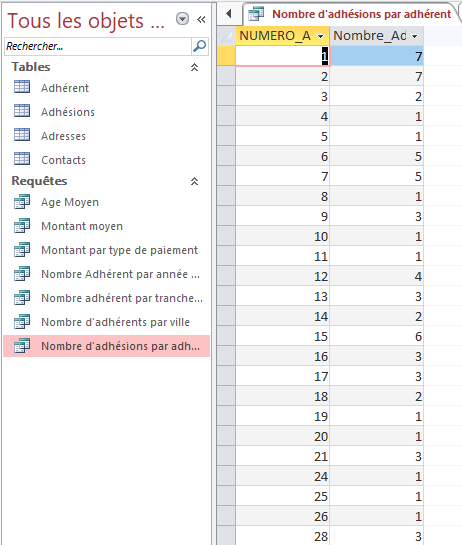 Tous les objets ...
Rechercher...
Tables
Adhérent
Adhésions
Adresses
Contacts
Requêtes
Age Moyen
Montant moyen
Montant par type de paiement
Nombre Adhérent par année ...
Nombre adhérent par tranche...
Nombre d'adhérents par ville
Nombre d'adhésions par adh...
Nombre d'adhésions par adhérent
NUMERO_A Nombre_Ad
1 7
2 7
3 2
4 1
5 1
6 5
7 5
8 1
9 3
10 1
11 1
12 4
13 3
14 2
15 6
16 3
17 3
18 2
19 1
20 1
21 3
24 1
25 1
26 1
28 3